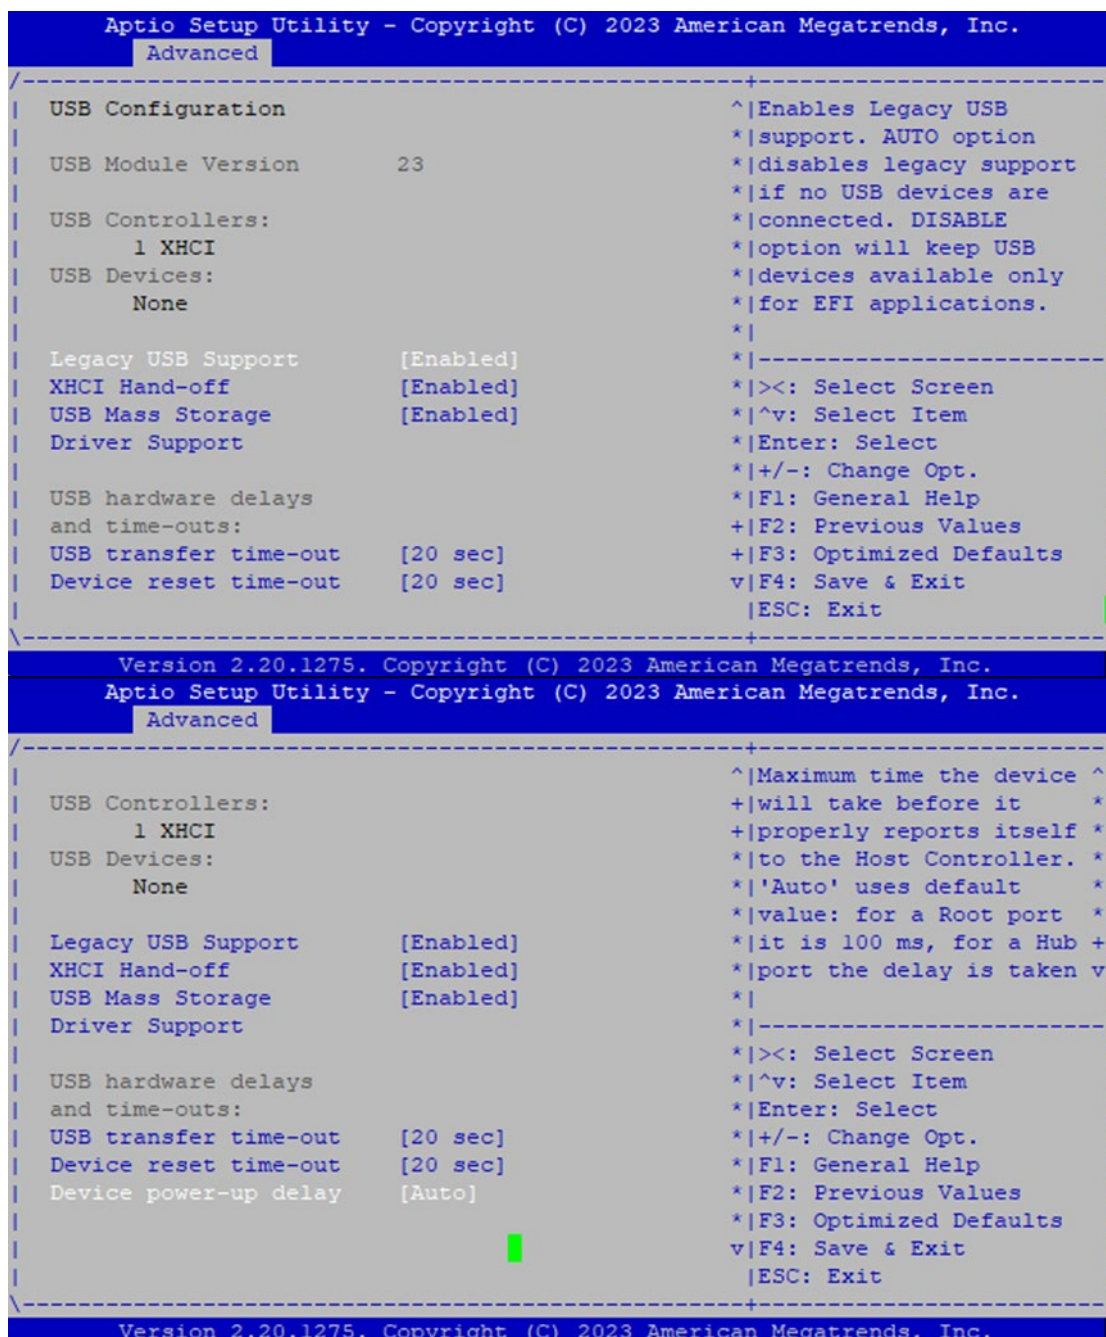 Aptio Setup Utility - Copyright (C) 2023 American Megatrends, Inc.
Advanced
/----------------------------------------------------+-------------------------
| USB Configuration ^|Enables Legacy USB
| *|support. AUTO option
| USB Module Version 23 *|disables legacy support
| *|if no USB devices are
| USB Controllers: *|connected. DISABLE
| 1 XHCI *|option will keep USB
| USB Devices: *|devices available only
| None *|for EFI applications.
| *|
| Legacy USB Support [Enabled] *|-------------------------
| XHCI Hand-off [Enabled] *|><: Select Screen
| USB Mass Storage [Enabled] *|^v: Select Item
| Driver Support *|Enter: Select
| *|+/-: Change Opt.
| USB hardware delays *|F1: General Help
| and time-outs: +|F2: Previous Values
| USB transfer time-out [20 sec] +|F3: Optimized Defaults
| Device reset time-out [20 sec] v|F4: Save & Exit
| |ESC: Exit
\----------------------------------------------------+-------------------------
Version 2.20.1275. Copyright (C) 2023 American Megatrends, Inc.
Aptio Setup Utility - Copyright (C) 2023 American Megatrends, Inc.
Advanced
/----------------------------------------------------+-------------------------
| ^|Maximum time the device ^
| USB Controllers: +|will take before it *
| 1 XHCI +|properly reports itself *
| USB Devices: *|to the Host Controller. *
| None *|'Auto' uses default *
| *|value: for a Root port *
| Legacy USB Support [Enabled] *|it is 100 ms, for a Hub +
| XHCI Hand-off [Enabled] *|port the delay is taken v
| USB Mass Storage [Enabled] *|
| Driver Support *|-------------------------
| *|><: Select Screen
| USB hardware delays *|^v: Select Item
| and time-outs: *|Enter: Select
| USB transfer time-out [20 sec] *|+/-: Change Opt.
| Device reset time-out [20 sec] *|F1: General Help
| Device power-up delay [Auto] *|F2: Previous Values
| *|F3: Optimized Defaults
| v|F4: Save & Exit
| |ESC: Exit
\----------------------------------------------------+-------------------------
Version 2.20.1275. Copyright (C) 2023 American Megatrends, Inc.